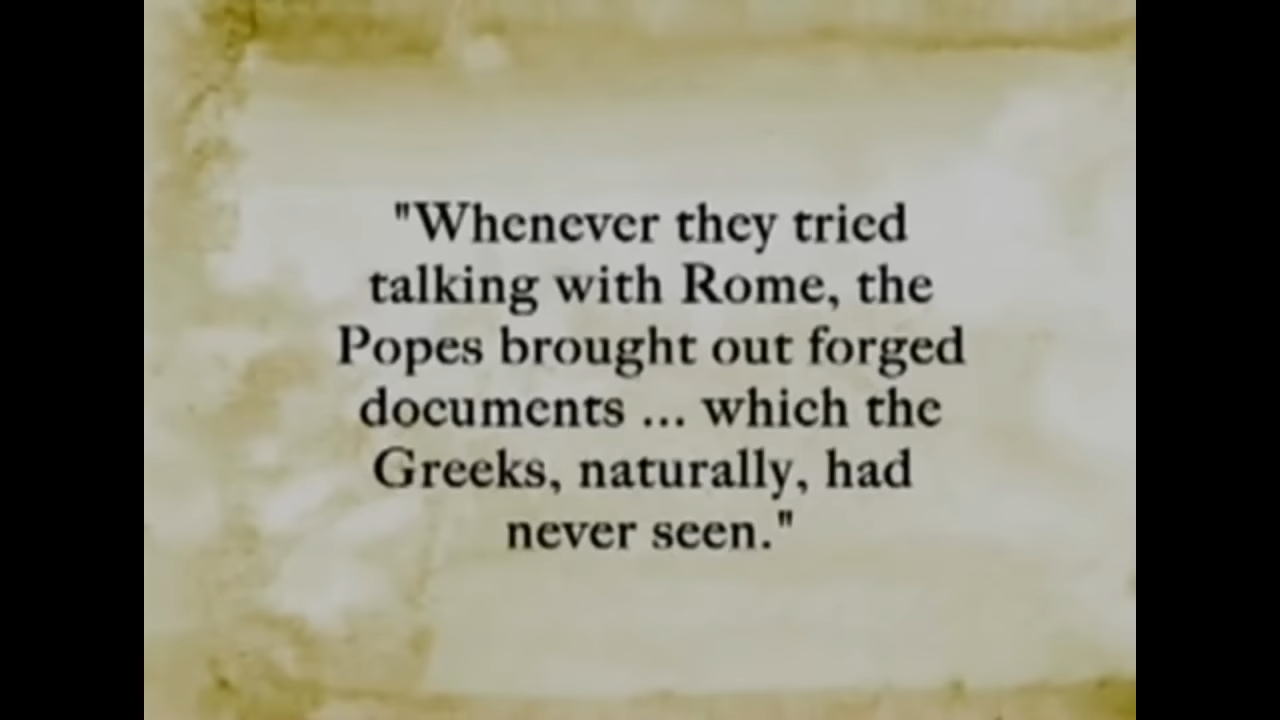 "Whenever they tried
talking with Rome, the
Popes brought out forged
documents ... which the
Greeks, naturally, had
never seen."